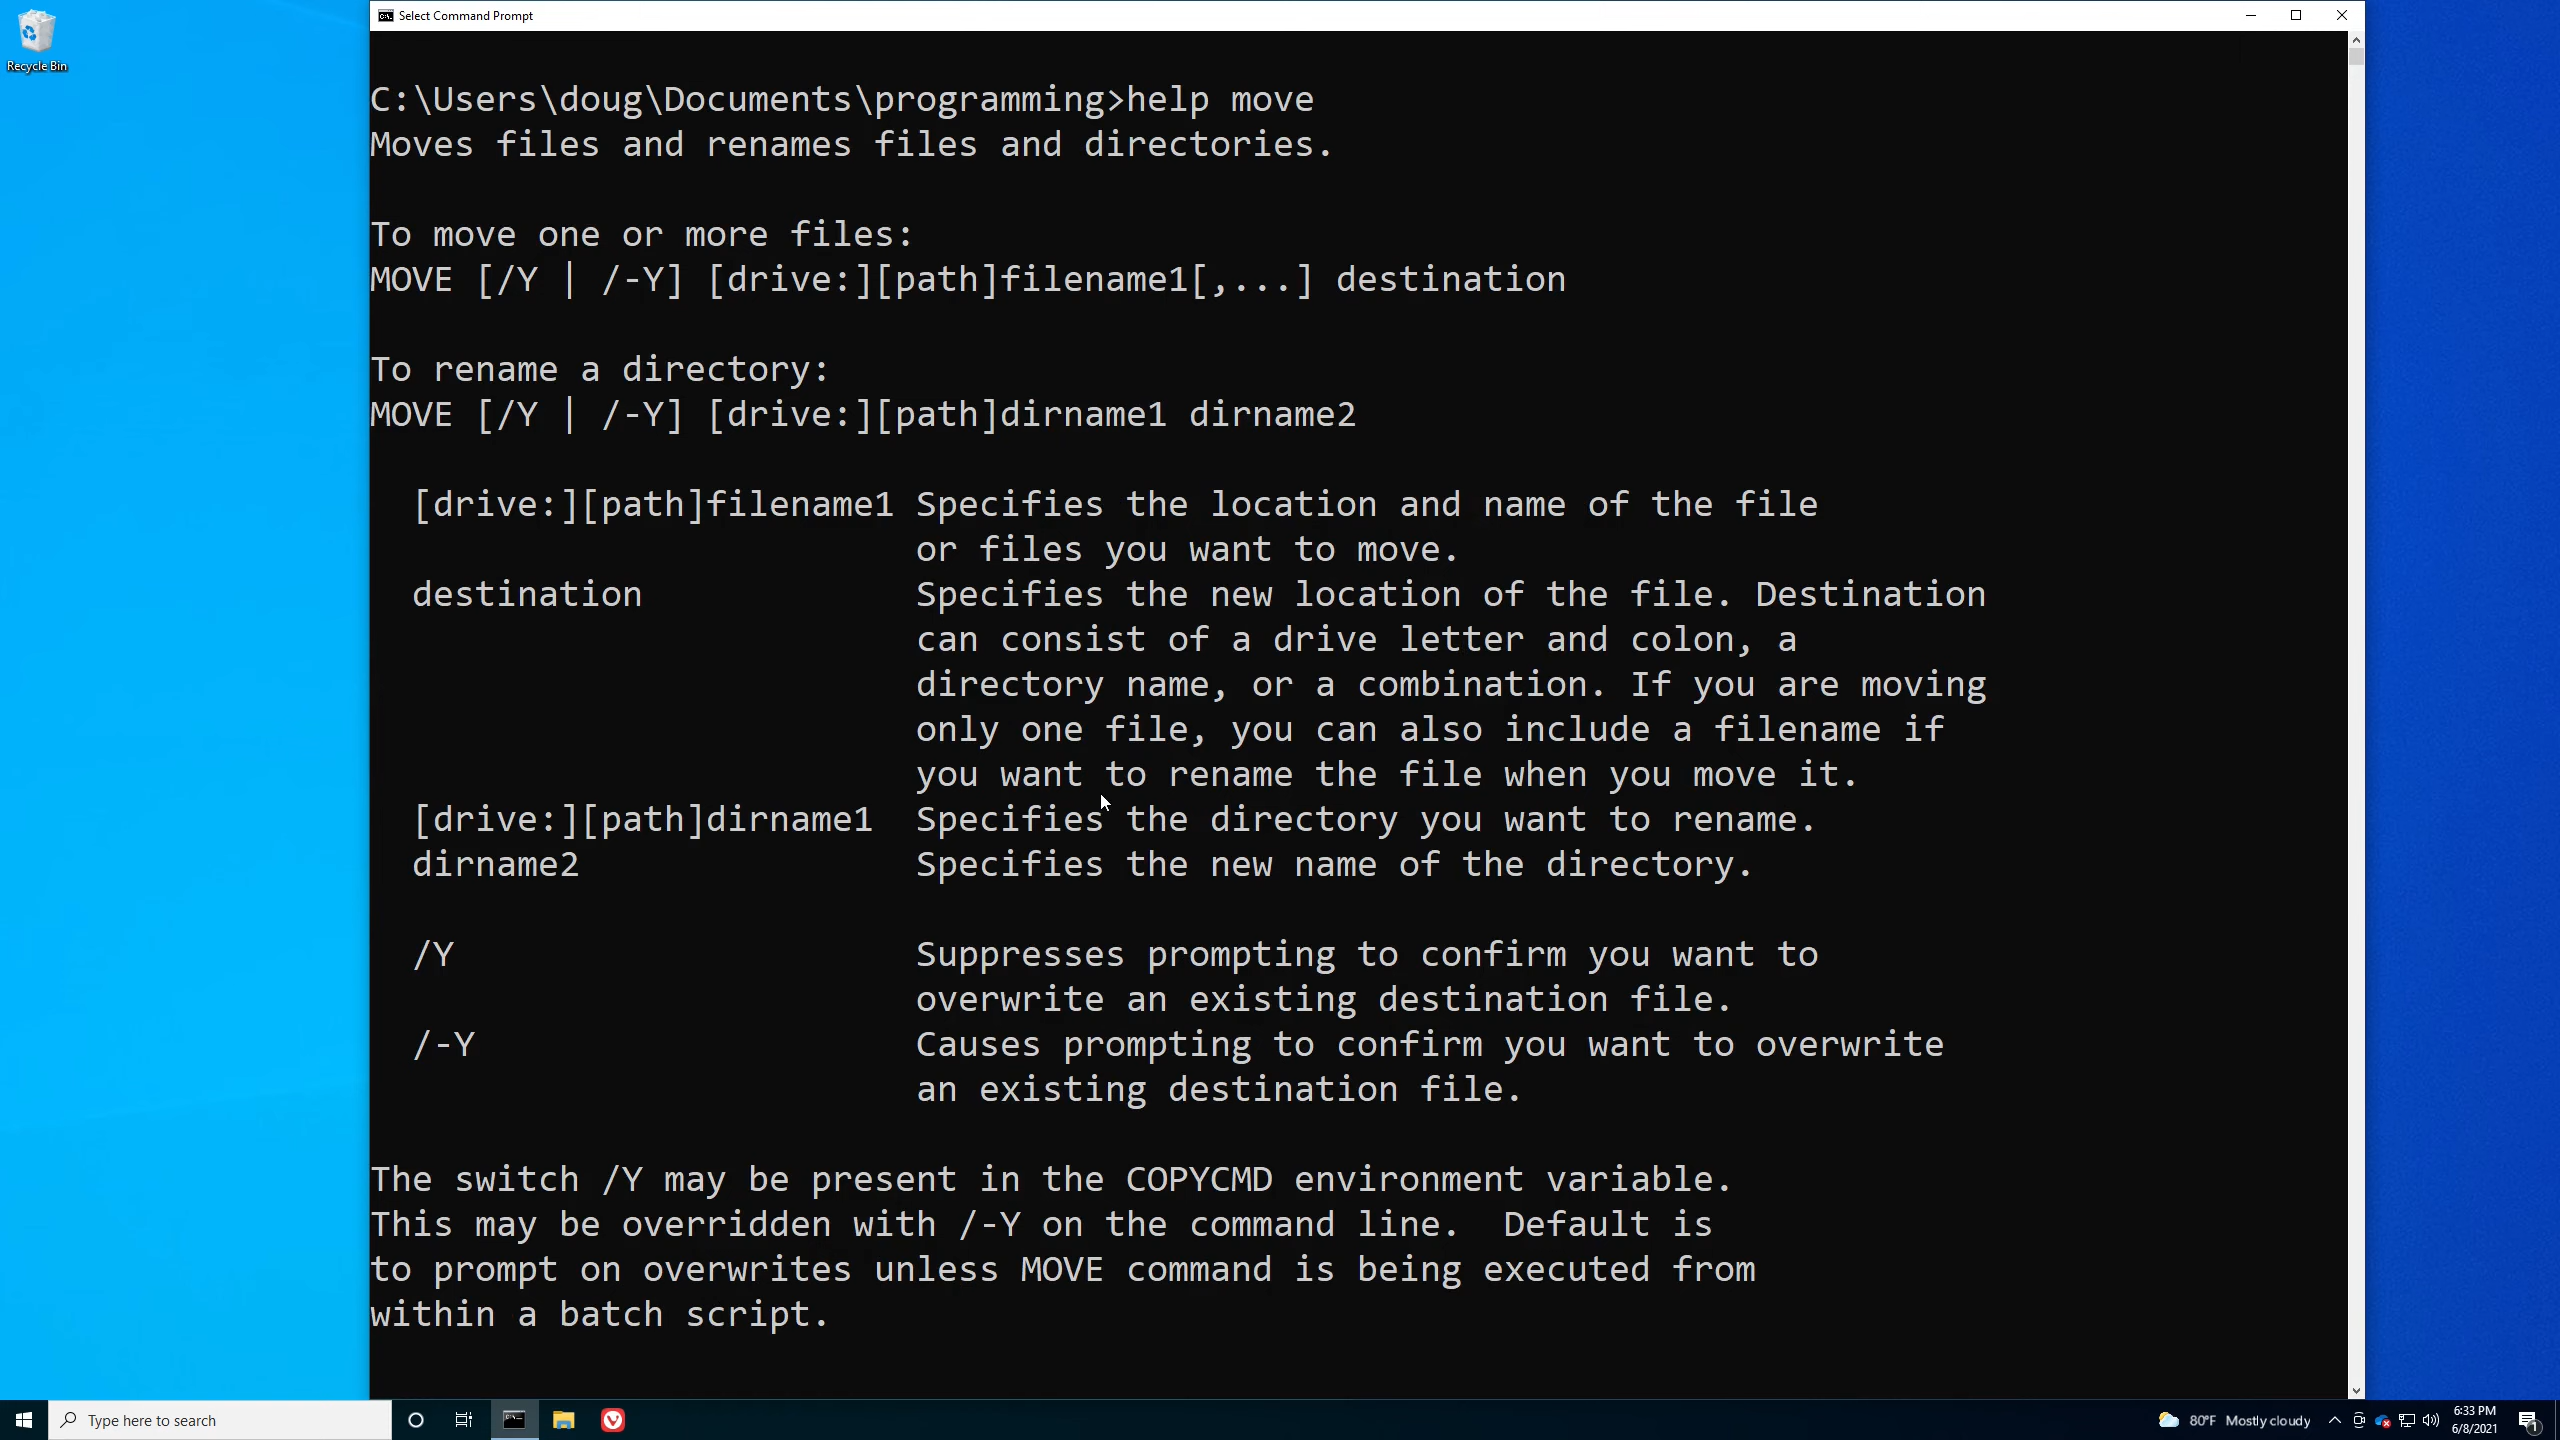 Recycle Bin
Select Command Prompt
C:\Users\doug\Documents\programming>help move
Moves files and renames files and directories.
To move one or more files:
MOVE [/Y | /-Y] [drive:][path]filename1[,...] destination
To rename a directory:
MOVE [/Y | /-Y] [drive:][path]dirname1 dirname2
[drive:][path]filename1 Specifies the location and name of the file
or files you want to move.
destination Specifies the new location of the file. Destination
can consist of a drive letter and colon, a
directory name, or a combination. If you are moving
only one file, you can also include a filename if
you want to rename the file when you move it.
[drive:][path]dirname1 Specifies the directory you want to rename.
dirname2 Specifies the new name of the directory.
/Y Suppresses prompting to confirm you want to
overwrite an existing destination file.
/-Y Causes prompting to confirm you want to overwrite
an existing destination file.
The switch /Y may be present in the COPYCMD environment variable.
This may be overridden with /-Y on the command line.  Default is
to prompt on overwrites unless MOVE command is being executed from
within a batch script.
Type here to search
80°F Mostly cloudy
6:33 PM
6/8/2021
1